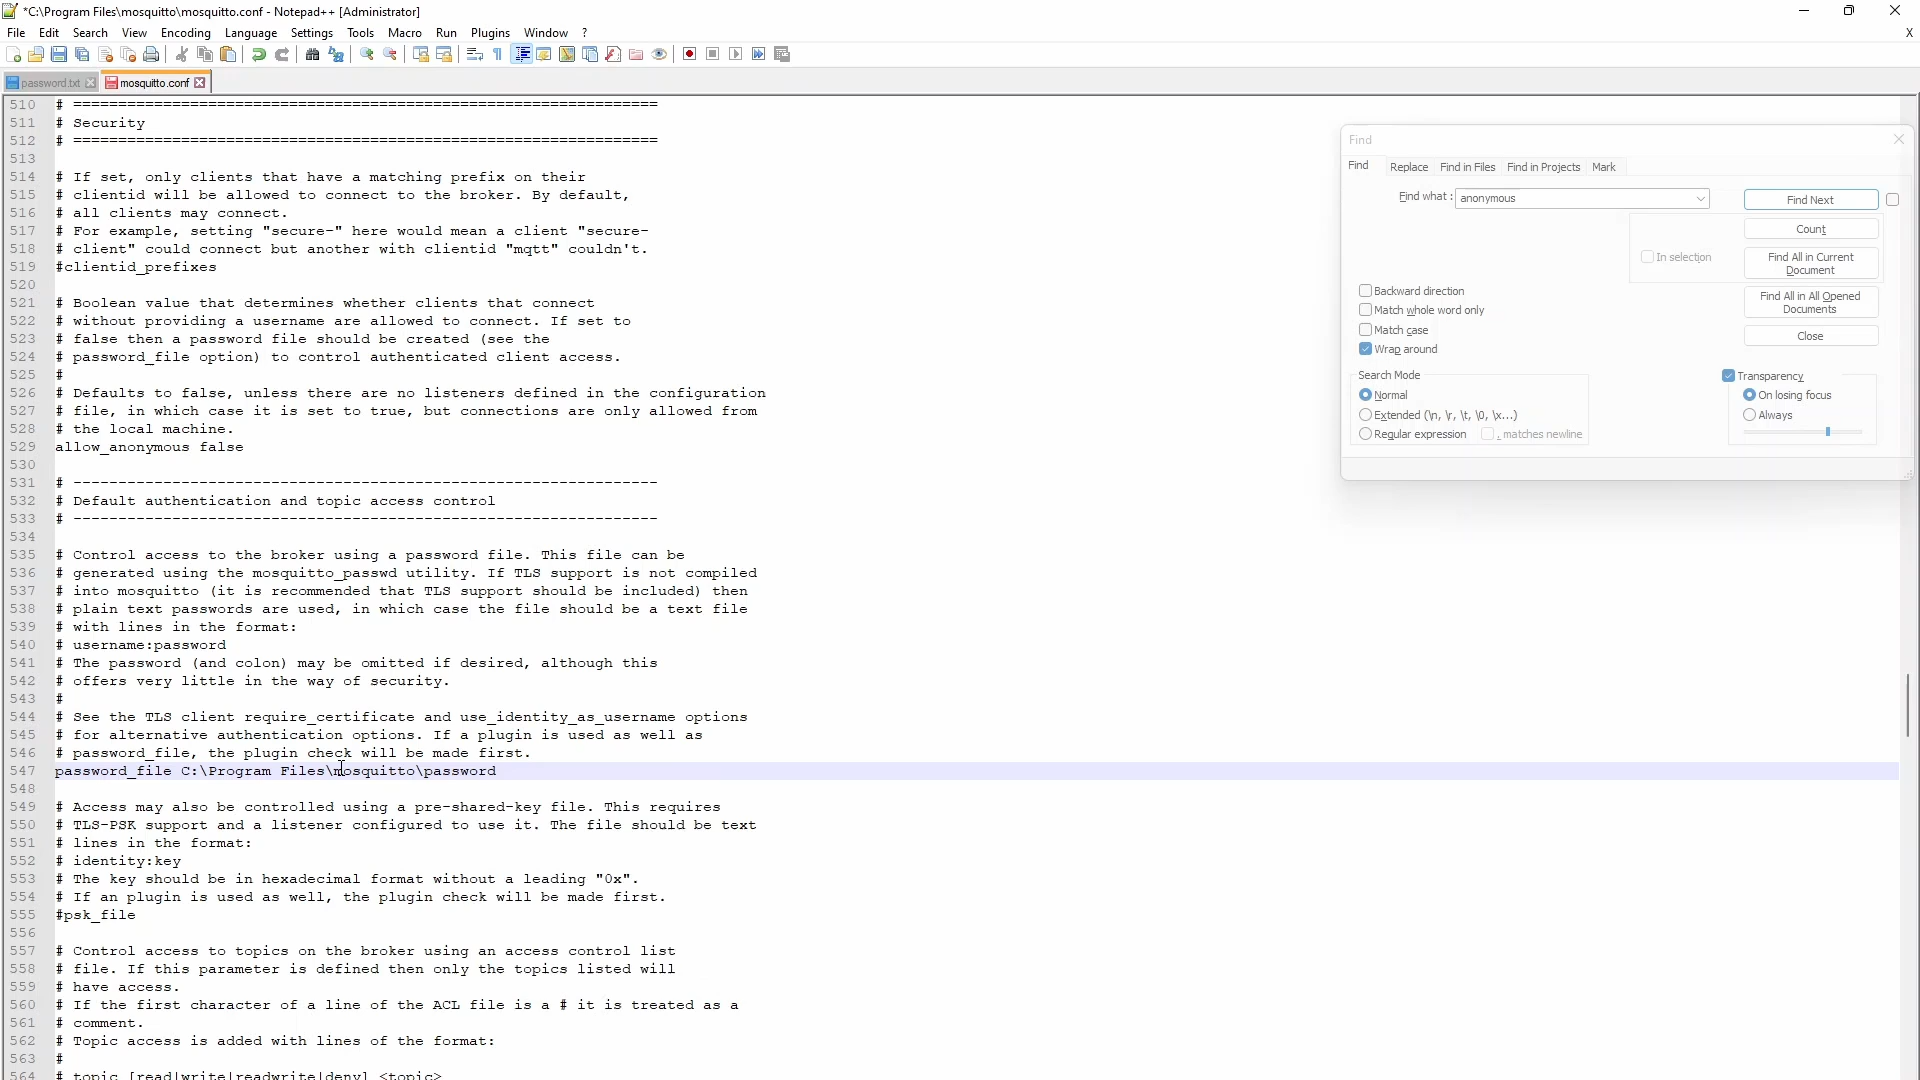 *C:\Program Files\mosquitto\mosquitto.conf - Notepad++ [Administrator]
File Edit Search View Encoding Language Settings Tools Macro Run Plugins Window ? X
password.txt mosquitto.conf
510 # =================================================================
511 # Security
512 # =================================================================
513
514 # If set, only clients that have a matching prefix on their
515 # clientid will be allowed to connect to the broker. By default,
516 # all clients may connect.
517 # For example, setting "secure-" here would mean a client "secure-
518 # client" could connect but another with clientid "mqtt" couldn't.
519 #clientid_prefixes
520
521 # Boolean value that determines whether clients that connect
522 # without providing a username are allowed to connect. If set to
523 # false then a password file should be created (see the
524 # password_file option) to control authenticated client access.
525 #
526 # Defaults to false, unless there are no listeners defined in the configuration
527 # file, in which case it is set to true, but connections are only allowed from
528 # the local machine.
529 allow_anonymous false
530
531 # -----------------------------------------------------------------
532 # Default authentication and topic access control
533 # -----------------------------------------------------------------
534
535 # Control access to the broker using a password file. This file can be
536 # generated using the mosquitto_passwd utility. If TLS support is not compiled
537 # into mosquitto (it is recommended that TLS support should be included) then
538 # plain text passwords are used, in which case the file should be a text file
539 # with lines in the format:
540 # username:password
541 # The password (and colon) may be omitted if desired, although this
542 # offers very little in the way of security.
543 #
544 # See the TLS client require_certificate and use_identity_as_username options
545 # for alternative authentication options. If a plugin is used as well as
546 # password_file, the plugin check will be made first.
547 password_file C:\Program Files\mosquitto\password
548
549 # Access may also be controlled using a pre-shared-key file. This requires
550 # TLS-PSK support and a listener configured to use it. The file should be text
551 # lines in the format:
552 # identity:key
553 # The key should be in hexadecimal format without a leading "0x".
554 # If an plugin is used as well, the plugin check will be made first.
555 #psk_file
556
557 # Control access to topics on the broker using an access control list
558 # file. If this parameter is defined then only the topics listed will
559 # have access.
560 # If the first character of a line of the ACL file is a # it is treated as a
561 # comment.
562 # Topic access is added with lines of the format:
563 #
564 # topic [read|write|readwrite|deny] <topic>
Find
Find Replace Find in Files Find in Projects Mark
Find what : anonymous Find Next
Count
In selection Find All in Current
Document
Backward direction Find All in All Opened
Match whole word only Documents
Match case Close
Wrap around
Search Mode Transparency
Normal On losing focus
Extended (\n, \r, \t, \0, \x...) Always
Regular expression . matches newline